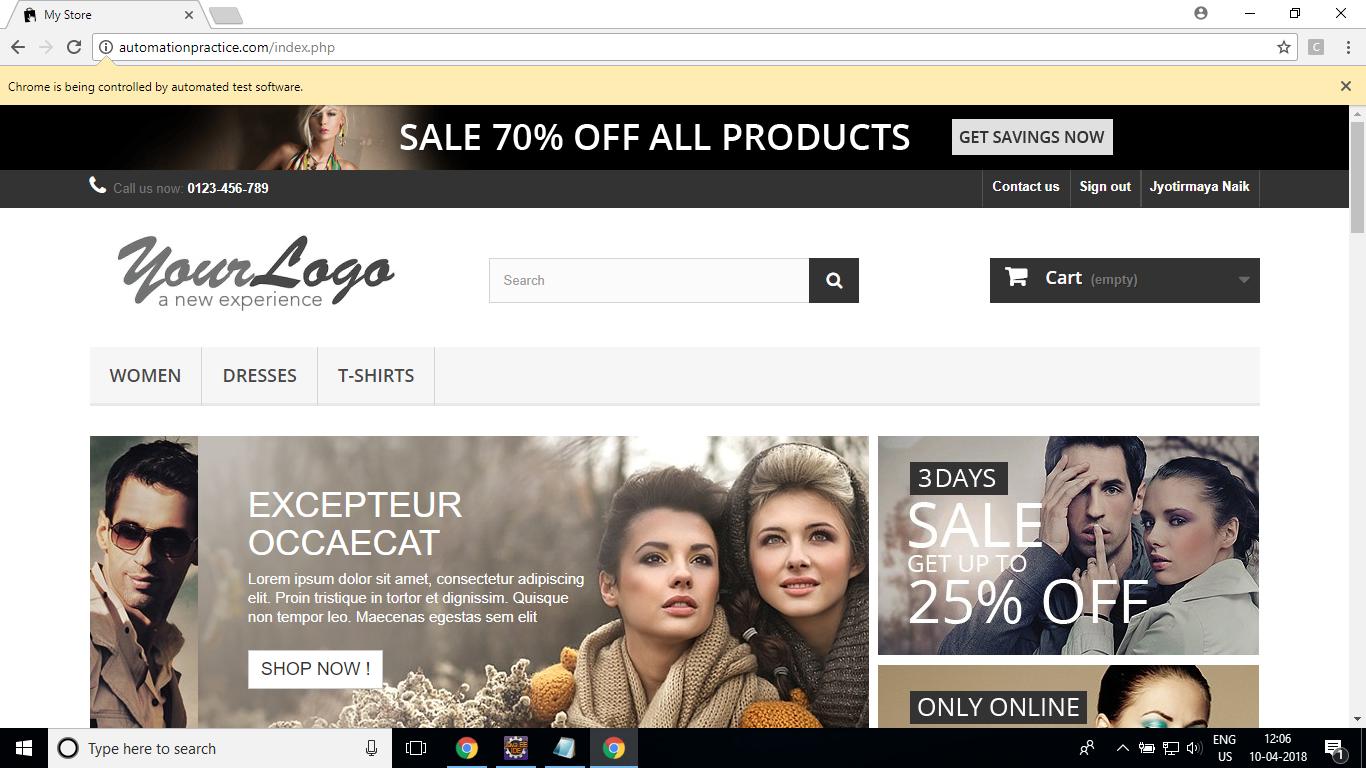 My Store
automationpractice.com/index.php
C
Chrome is being controlled by automated test software.
SALE 70% OFF ALL PRODUCTS
GET SAVINGS NOW
Call us now: 0123-456-789
Contact us
Sign out
Jyotirmaya Naik
YourLogo
a new experience
Search
Cart (empty)
WOMEN
DRESSES
T-SHIRTS
EXCEPTEUR
OCCAECAT
Lorem ipsum dolor sit amet, consectetur adipiscing
elit. Proin tristique in tortor et dignissim. Quisque
non tempor leo. Maecenas egestas sem elit
SHOP NOW !
3 DAYS
SALE
GET UP TO
25% OFF
ONLY ONLINE
Type here to search
ENG
US
12:06
10-04-2018
1